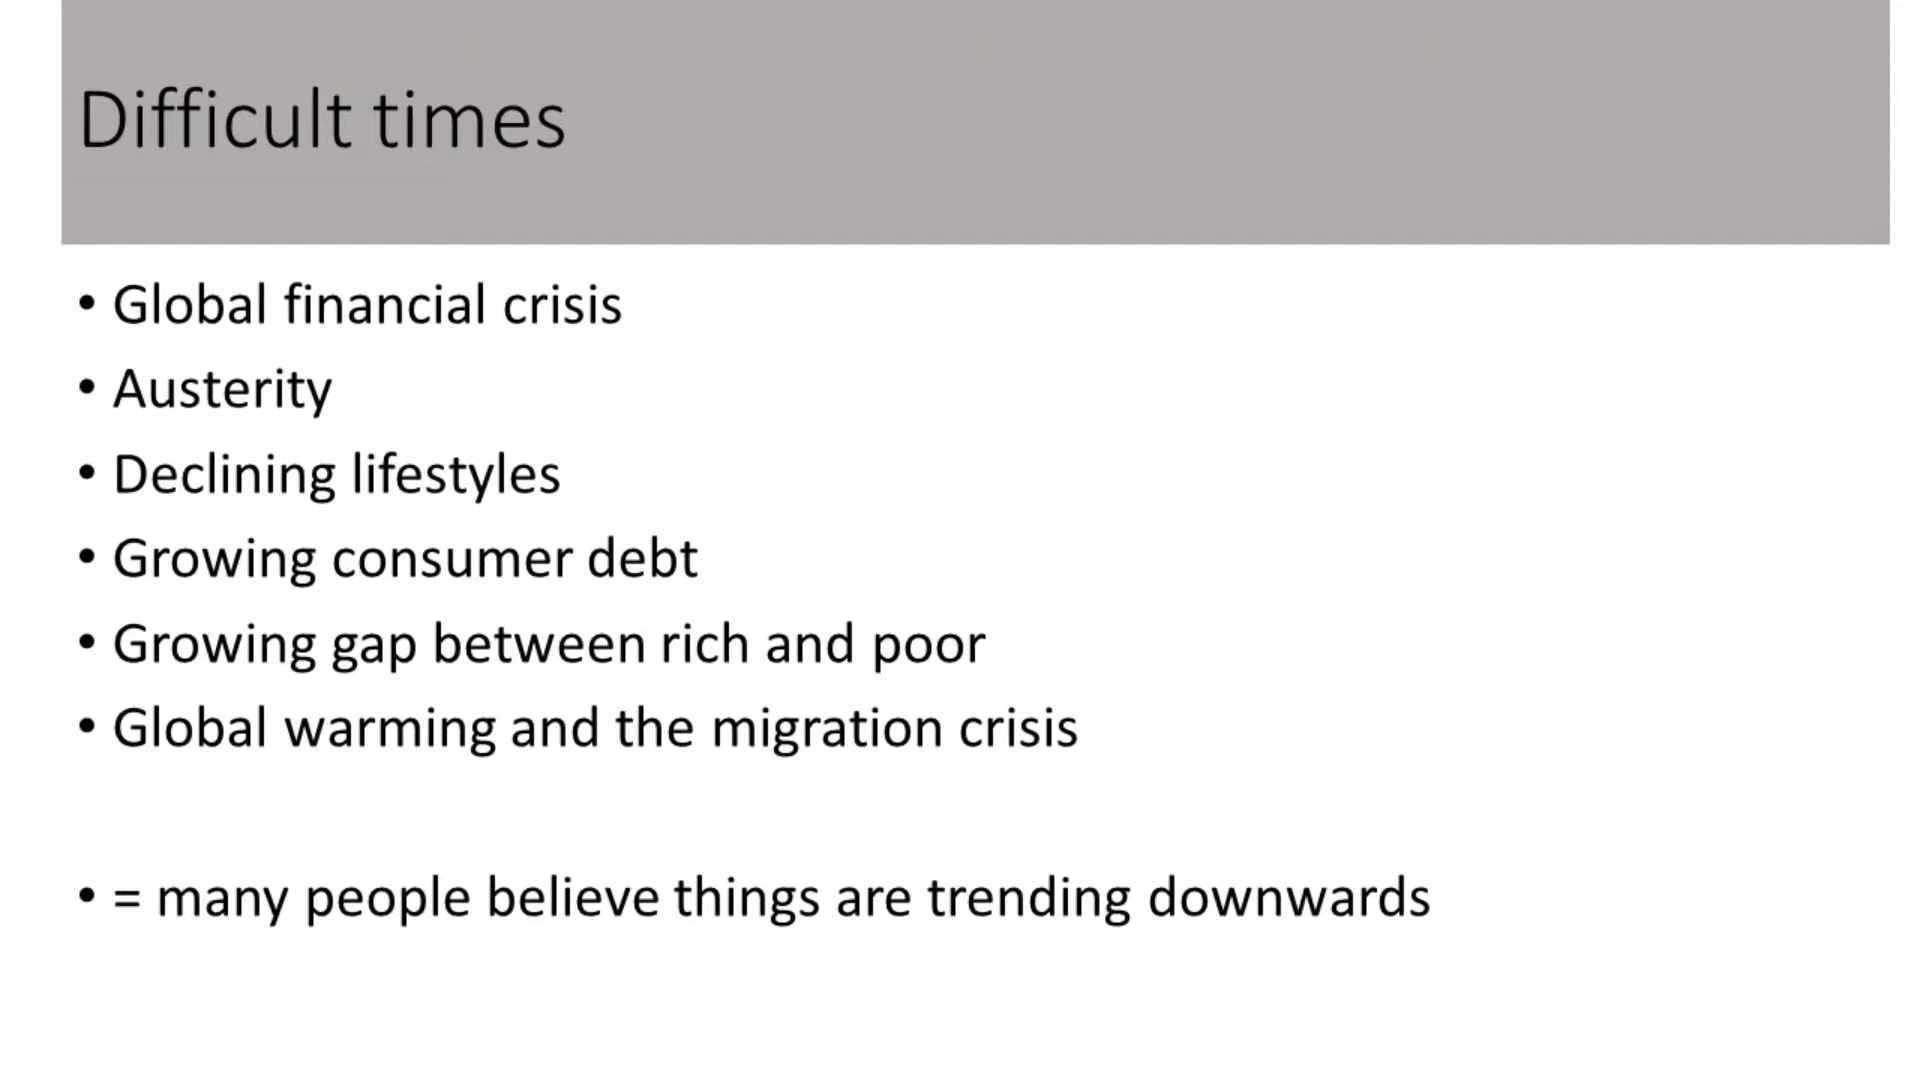 Difficult times
• Global financial crisis
• Austerity
• Declining lifestyles
• Growing consumer debt
• Growing gap between rich and poor
• Global warming and the migration crisis
• = many people believe things are trending downwards